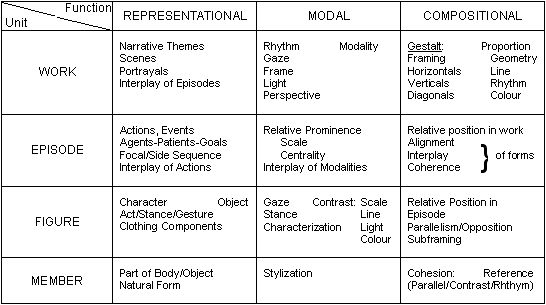 Function
Unit
REPRESENTATIONAL
MODAL
COMPOSITIONAL
WORK
Narrative Themes
Scenes
Portrayals
Interplay of Episodes
Rhythm Modality
Gaze
Frame
Light
Perspective
Gestalt: Proportion
Framing Geometry
Horizontals Line
Verticals Rhythm
Diagonals Colour
EPISODE
Actions, Events
Agents-Patients-Goals
Focal/Side Sequence
Interplay of Actions
Relative Prominence
Scale
Centrality
Interplay of Modalities
Relative position in work
Alignment
Interplay } of forms
Coherence
FIGURE
Character Object
Act/Stance/Gesture
Clothing Components
Gaze Contrast: Scale
Stance Line
Characterization Light
Colour
Relative Position in
Episode
Parallelism/Opposition
Subframing
MEMBER
Part of Body/Object
Natural Form
Stylization
Cohesion: Reference
(Parallel/Contrast/Rhthym)